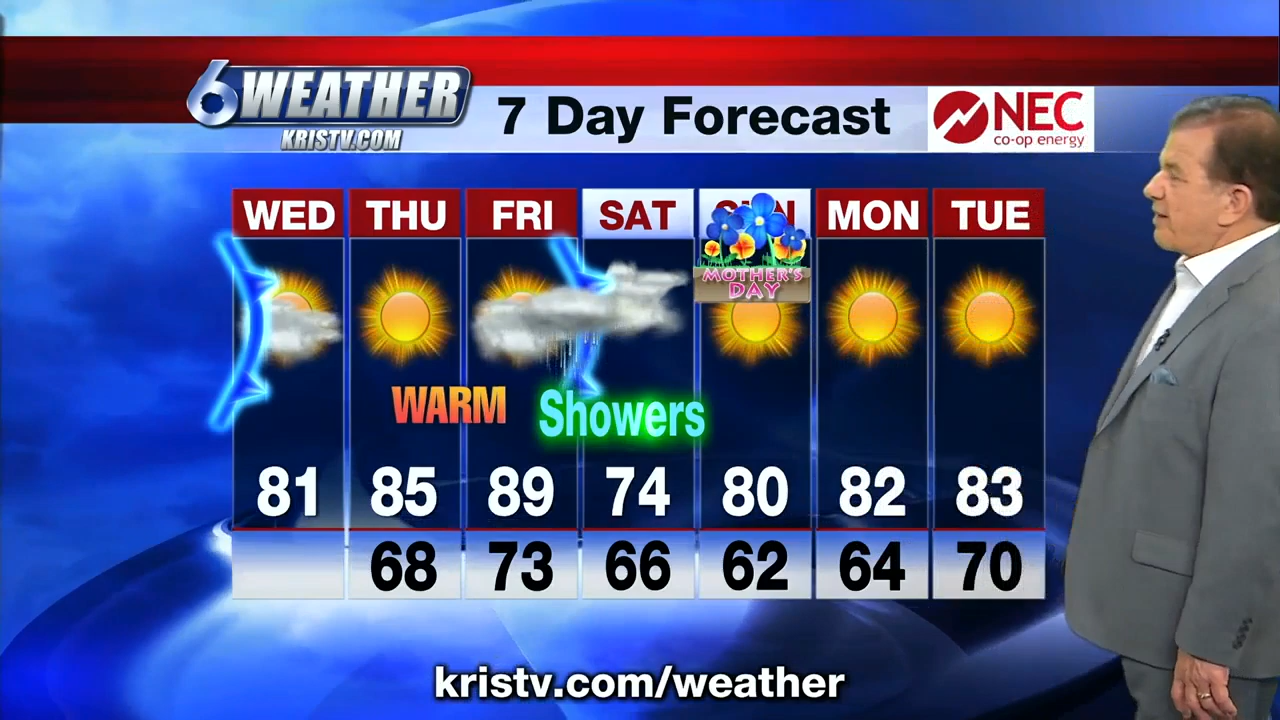 6WEATHER
KRISTV.COM
7 Day Forecast
NEC
co-op energy
WED THU FRI SAT SUN MON TUE
MOTHER'S
DAY
WARM
Showers
81 85 89 74 80 82 83
68 73 66 62 64 70
kristv.com/weather